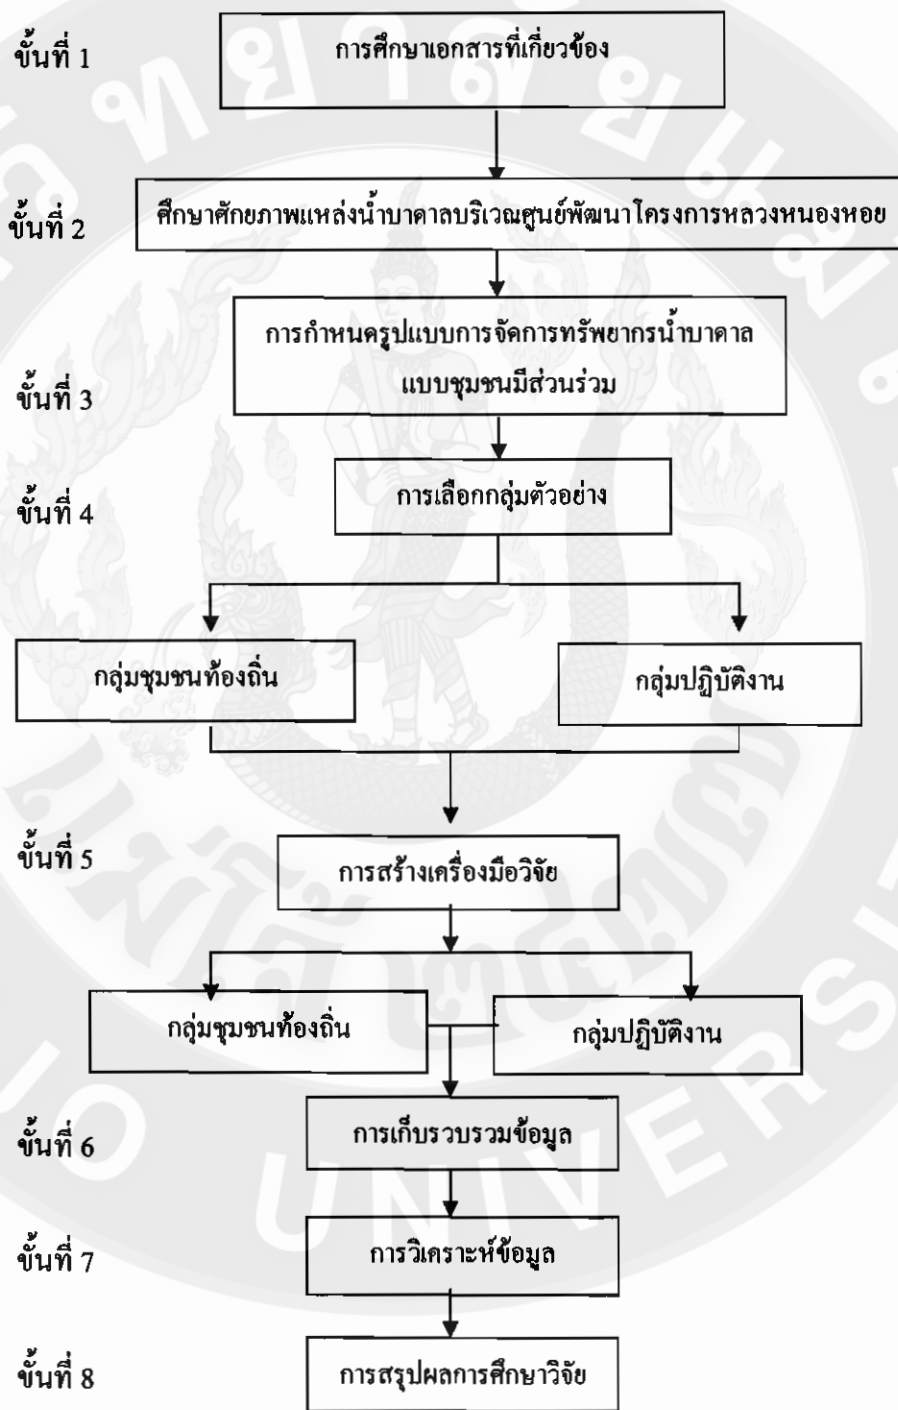 ขั้นที่ 1
การศึกษาเอกสารที่เกี่ยวข้อง
ขั้นที่ 2
ศึกษาศักยภาพแหล่งน้ำบาดาลบริเวณศูนย์พัฒนาโครงการหลวงหนองหอย
ขั้นที่ 3
การกำหนดรูปแบบการจัดการทรัพยากรน้ำบาดาล
แบบชุมชนมีส่วนร่วม
ขั้นที่ 4
การเลือกกลุ่มตัวอย่าง
กลุ่มชุมชนท้องถิ่น
กลุ่มปฏิบัติงาน
ขั้นที่ 5
การสร้างเครื่องมือวิจัย
กลุ่มชุมชนท้องถิ่น
กลุ่มปฏิบัติงาน
ขั้นที่ 6
การเก็บรวบรวมข้อมูล
ขั้นที่ 7
การวิเคราะห์ข้อมูล
ขั้นที่ 8
การสรุปผลการศึกษาวิจัย